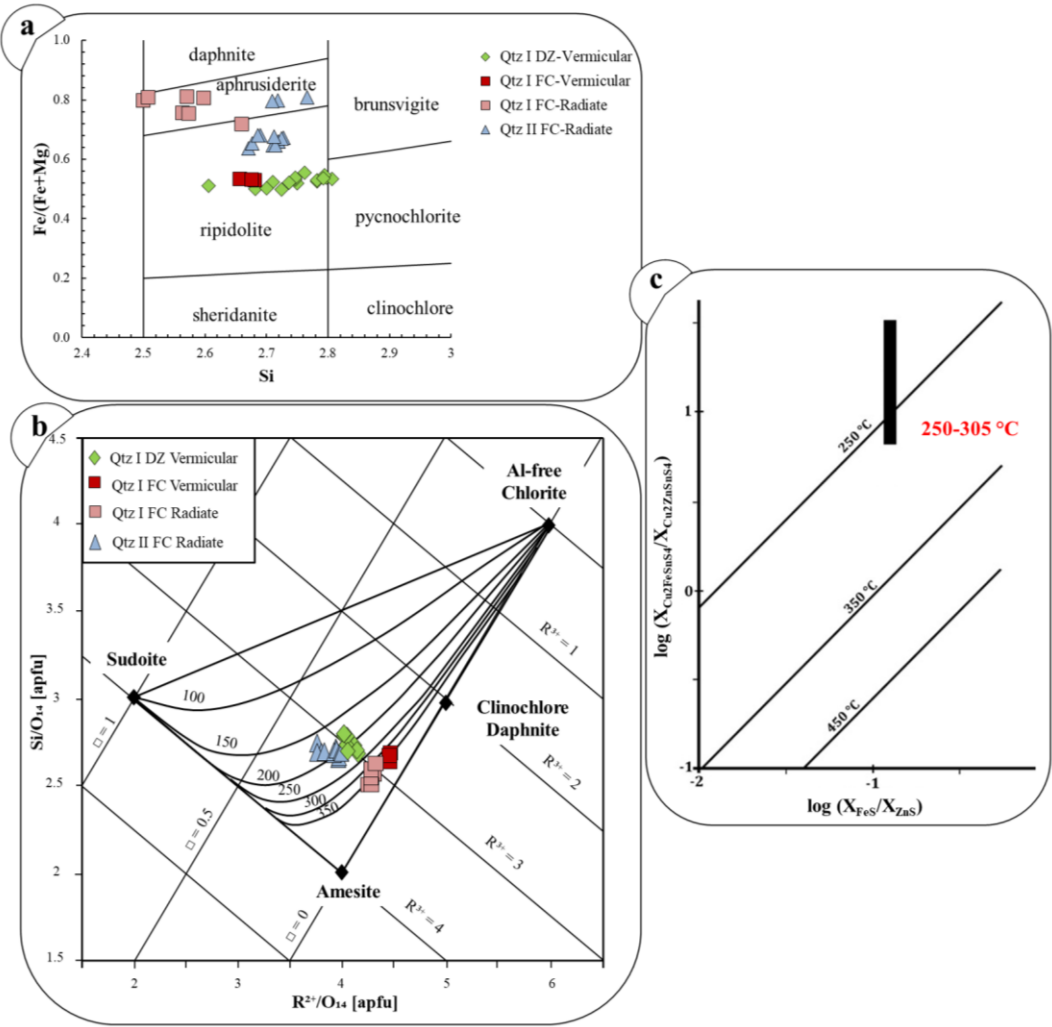 a
1.0
0.8
0.6
0.4
0.2
0.0
2.4
2.5
2.6
2.7
2.8
2.9
3
Fe/(Fe+Mg)
Si
daphnite
aphrusiderite
brunsvigite
ripidolite
pycnochlorite
sheridanite
clinochlore
Qtz I DZ-Vermicular
Qtz I FC-Vermicular
Qtz I FC-Radiate
Qtz II FC-Radiate
b
4.5
4
3.5
3
2.5
2
1.5
2
3
4
5
6
Si/O₁₄ [apfu]
R²⁺/O₁₄ [apfu]
Qtz I DZ Vermicular
Qtz I FC Vermicular
Qtz I FC Radiate
Qtz II FC Radiate
Al-free
Chlorite
Sudoite
Clinochlore
Daphnite
Amesite
100
150
200
250
300
350
□ = 1
□ = 0.5
□ = 0
R³⁺ = 1
R³⁺ = 2
R³⁺ = 3
R³⁺ = 4
c
1
0
-1
-2
-1
log (X_Cu2FeSnS4/X_Cu2ZnSnS4)
log (X_FeS/X_ZnS)
250 °C
350 °C
450 °C
250-305 °C